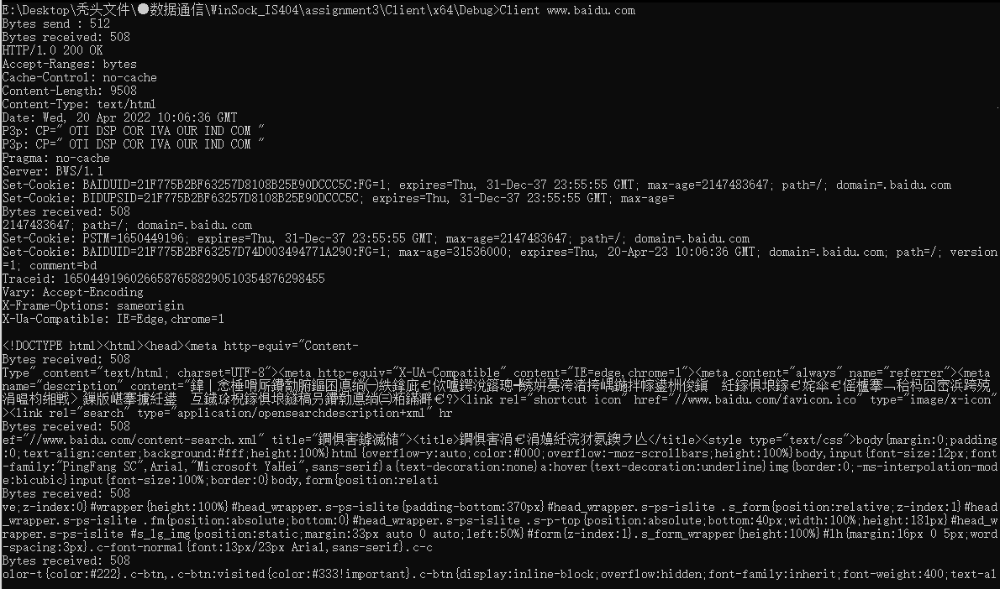 E:\Desktop\秃头文件\●数据通信\WinSock_IS404\assignment3\Client\x64\Debug>Client www.baidu.com
Bytes send : 512
Bytes received: 508
HTTP/1.0 200 OK
Accept-Ranges: bytes
Cache-Control: no-cache
Content-Length: 9508
Content-Type: text/html
Date: Wed, 20 Apr 2022 10:06:36 GMT
P3p: CP=" OTI DSP COR IVA OUR IND COM "
P3p: CP=" OTI DSP COR IVA OUR IND COM "
Pragma: no-cache
Server: BWS/1.1
Set-Cookie: BAIDUID=21F775B2BF63257D8108B25E90DCCC5C:FG=1; expires=Thu, 31-Dec-37 23:55:55 GMT; max-age=2147483647; path=/; domain=.baidu.com
Set-Cookie: BIDUPSID=21F775B2BF63257D8108B25E90DCCC5C; expires=Thu, 31-Dec-37 23:55:55 GMT; max-age=
Bytes received: 508
2147483647; path=/; domain=.baidu.com
Set-Cookie: PSTM=1650449196; expires=Thu, 31-Dec-37 23:55:55 GMT; max-age=2147483647; path=/; domain=.baidu.com
Set-Cookie: BAIDUID=21F775B2BF63257D74D003494771A290:FG=1; max-age=31536000; expires=Thu, 20-Apr-23 10:06:36 GMT; domain=.baidu.com; path=/; version
=1; comment=bd
Traceid: 1650449196026658765882905103548762​98455
Vary: Accept-Encoding
X-Frame-Options: sameorigin
X-Ua-Compatible: IE=Edge,chrome=1
<!DOCTYPE html><html><head><meta http-equiv="Content-
Bytes received: 508
Type" content="text/html; charset=UTF-8"><meta http-equiv="X-UA-Compatible" content="IE=edge,chrome=1"><meta content="always" name="referrer"><meta
name="description" content="
?><link rel="shortcut icon" href="//www.baidu.com/favicon.ico" type="image/x-icon"
><link rel="search" type="application/opensearchdescription+xml" hr
Bytes received: 508
ef="//www.baidu.com/content-search.xml" title="><title></title><style type="text/css">body{margin:0;padding
:0;text-align:center;background:#fff;height:100%}html{overflow-y:auto;color:#000;overflow:-moz-scrollbars;height:100%}body,input{font-size:12px;font
-family:"PingFang SC",Arial,"Microsoft YaHei",sans-serif}a{text-decoration:none}a:hover{text-decoration:underline}img{border:0;-ms-interpolation-mod
e:bicubic}input{font-size:100%;border:0}body,form{position:relati
Bytes received: 508
ve;z-index:0}#wrapper{height:100%}#head_wrapper.s-ps-islite{padding-bottom:370px}#head_wrapper.s-ps-islite .s_form{position:relative;z-index:1}#head
_wrapper.s-ps-islite .fm{position:absolute;bottom:0}#head_wrapper.s-ps-islite .s-p-top{position:absolute;bottom:40px;width:100%;height:181px}#head_w
rapper.s-ps-islite #s_lg_img{position:static;margin:33px auto 0 auto;left:50%}#form{z-index:1}.s_form_wrapper{height:100%}#lh{margin:16px 0 5px;word
-spacing:3px}.c-font-normal{font:13px/23px Arial,sans-serif}.c-c
Bytes received: 508
olor-t{color:#222}.c-btn,.c-btn:visited{color:#333!important}.c-btn{display:inline-block;overflow:hidden;font-family:inherit;font-weight:400;text-al